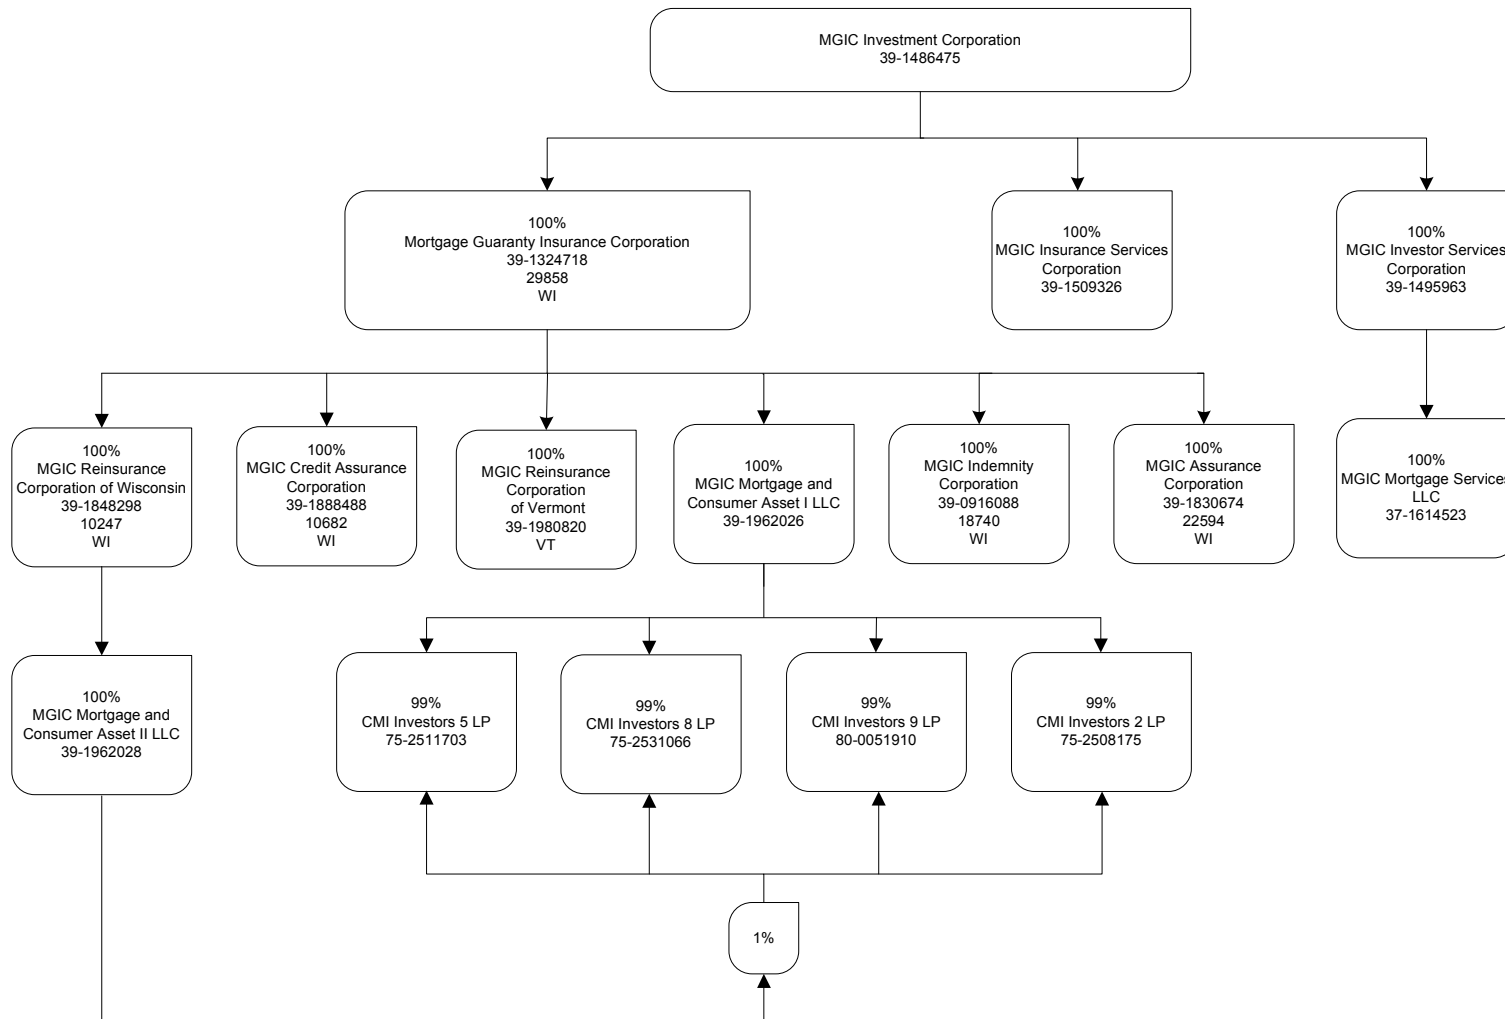 MGIC Investment Corporation
39-1486475
100%
Mortgage Guaranty Insurance Corporation
39-1324718
29858
WI
100%
MGIC Insurance Services
Corporation
39-1509326
100%
MGIC Investor Services
Corporation
39-1495963
100%
MGIC Reinsurance
Corporation of Wisconsin
39-1848298
10247
WI
100%
MGIC Credit Assurance
Corporation
39-1888488
10682
WI
100%
MGIC Reinsurance
Corporation
of Vermont
39-1980820
VT
100%
MGIC Mortgage and
Consumer Asset I LLC
39-1962026
100%
MGIC Indemnity
Corporation
39-0916088
18740
WI
100%
MGIC Assurance
Corporation
39-1830674
22594
WI
100%
MGIC Mortgage Services
LLC
37-1614523
100%
MGIC Mortgage and
Consumer Asset II LLC
39-1962028
99%
CMI Investors 5 LP
75-2511703
99%
CMI Investors 8 LP
75-2531066
99%
CMI Investors 9 LP
80-0051910
99%
CMI Investors 2 LP
75-2508175
1%